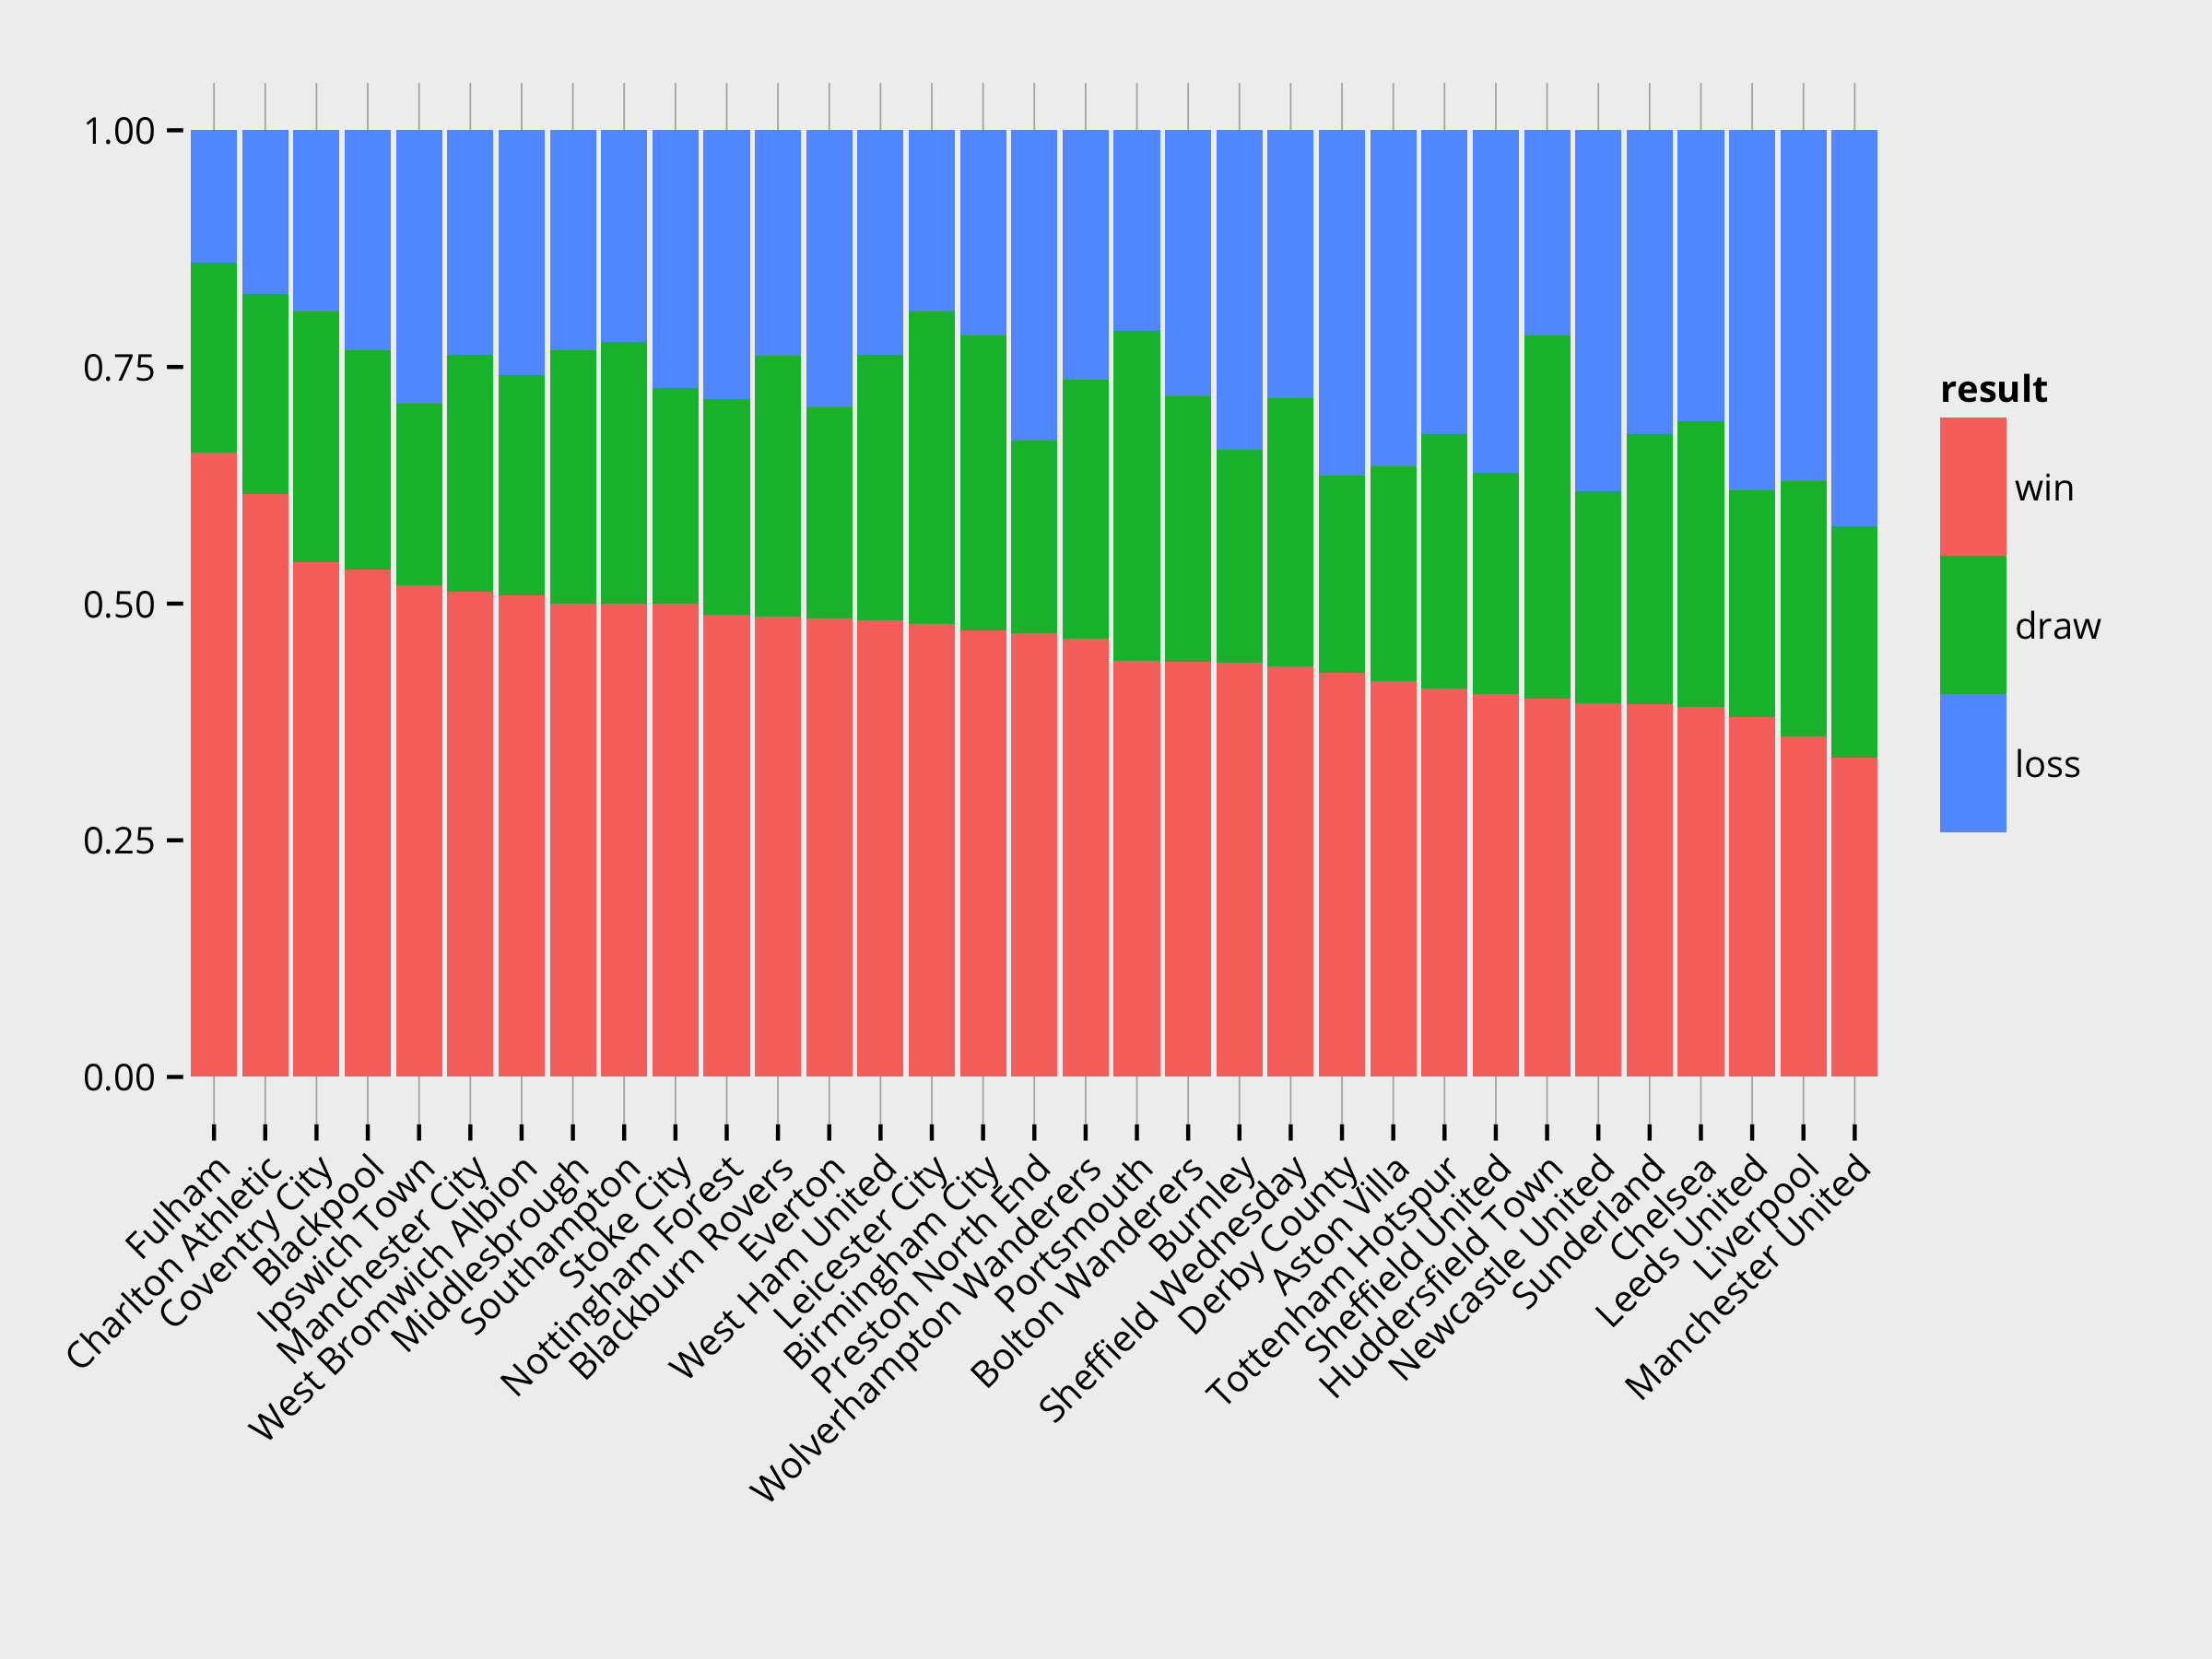 1.00
0.75
0.50
0.25
0.00
Fulham
Charlton Athletic
Coventry City
Blackpool
Ipswich Town
Manchester City
West Bromwich Albion
Middlesbrough
Southampton
Stoke City
Nottingham Forest
Blackburn Rovers
Everton
West Ham United
Leicester City
Birmingham City
Preston North End
Wolverhampton Wanderers
Portsmouth
Bolton Wanderers
Burnley
Sheffield Wednesday
Derby County
Aston Villa
Tottenham Hotspur
Sheffield United
Huddersfield Town
Newcastle United
Sunderland
Chelsea
Leeds United
Liverpool
Manchester United
result
win
draw
loss